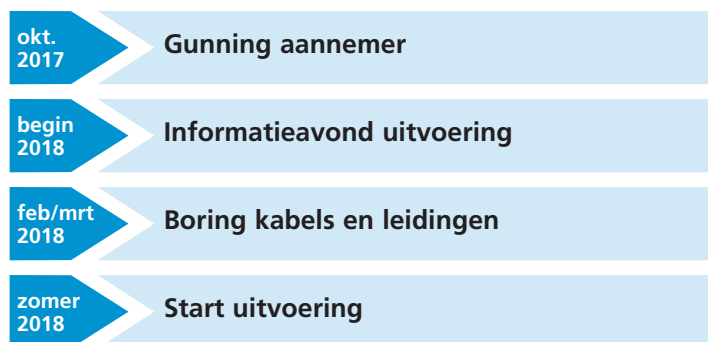 okt.
2017
Gunning aannemer
begin
2018
Informatieavond uitvoering
feb/mrt
2018
Boring kabels en leidingen
zomer
2018
Start uitvoering